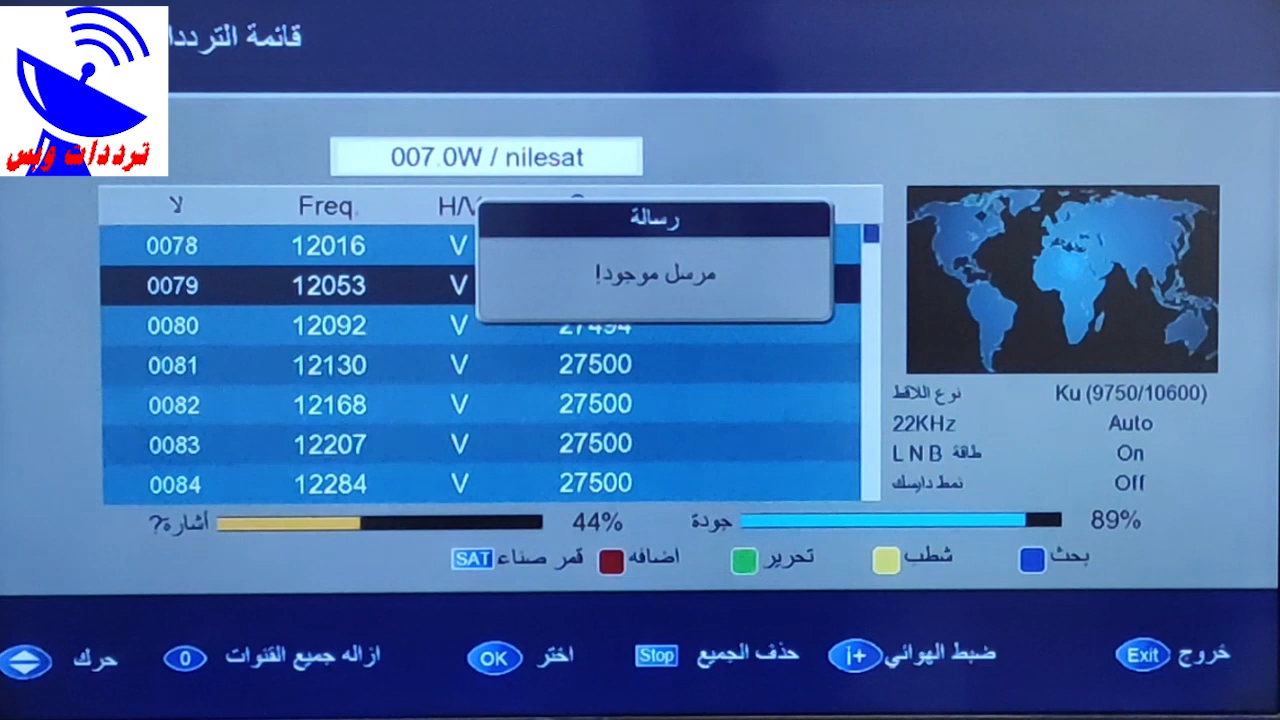 قائمة الترددا
ترددات ويس
007.0W / nilesat
لا Freq. H/V
0078 12016 V
0079 12053 V
0080 12092 V 27494
0081 12130 V 27500
0082 12168 V 27500
0083 12207 V 27500
0084 12284 V 27500
رسالة
مرسل موجود!
نوع اللاقط Ku (9750/10600)
22KHz Auto
L N B طاقة On
نمط دايسك Off
أشارة? 44% جودة 89%
SAT قمر صناء اضافه تحرير شطب بحث
حرك 0 ازاله جميع القنوات OK اختر Stop حذف الجميع i+ ضبط الهوائي Exit خروج